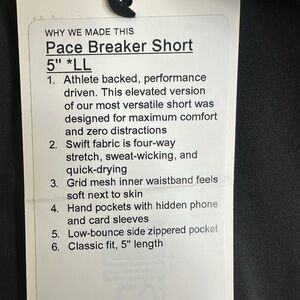 WHY WE MADE THIS
Pace Breaker Short
5" *LL
1. Athlete backed, performance
driven. This elevated version
of our most versatile short was
designed for maximum comfort
and zero distractions
2. Swift fabric is four-way
stretch, sweat-wicking, and
quick-drying
3. Grid mesh inner waistband feels
soft next to skin
4. Hand pockets with hidden phone
and card sleeves
5. Low-bounce side zippered pocket
6. Classic fit, 5" length